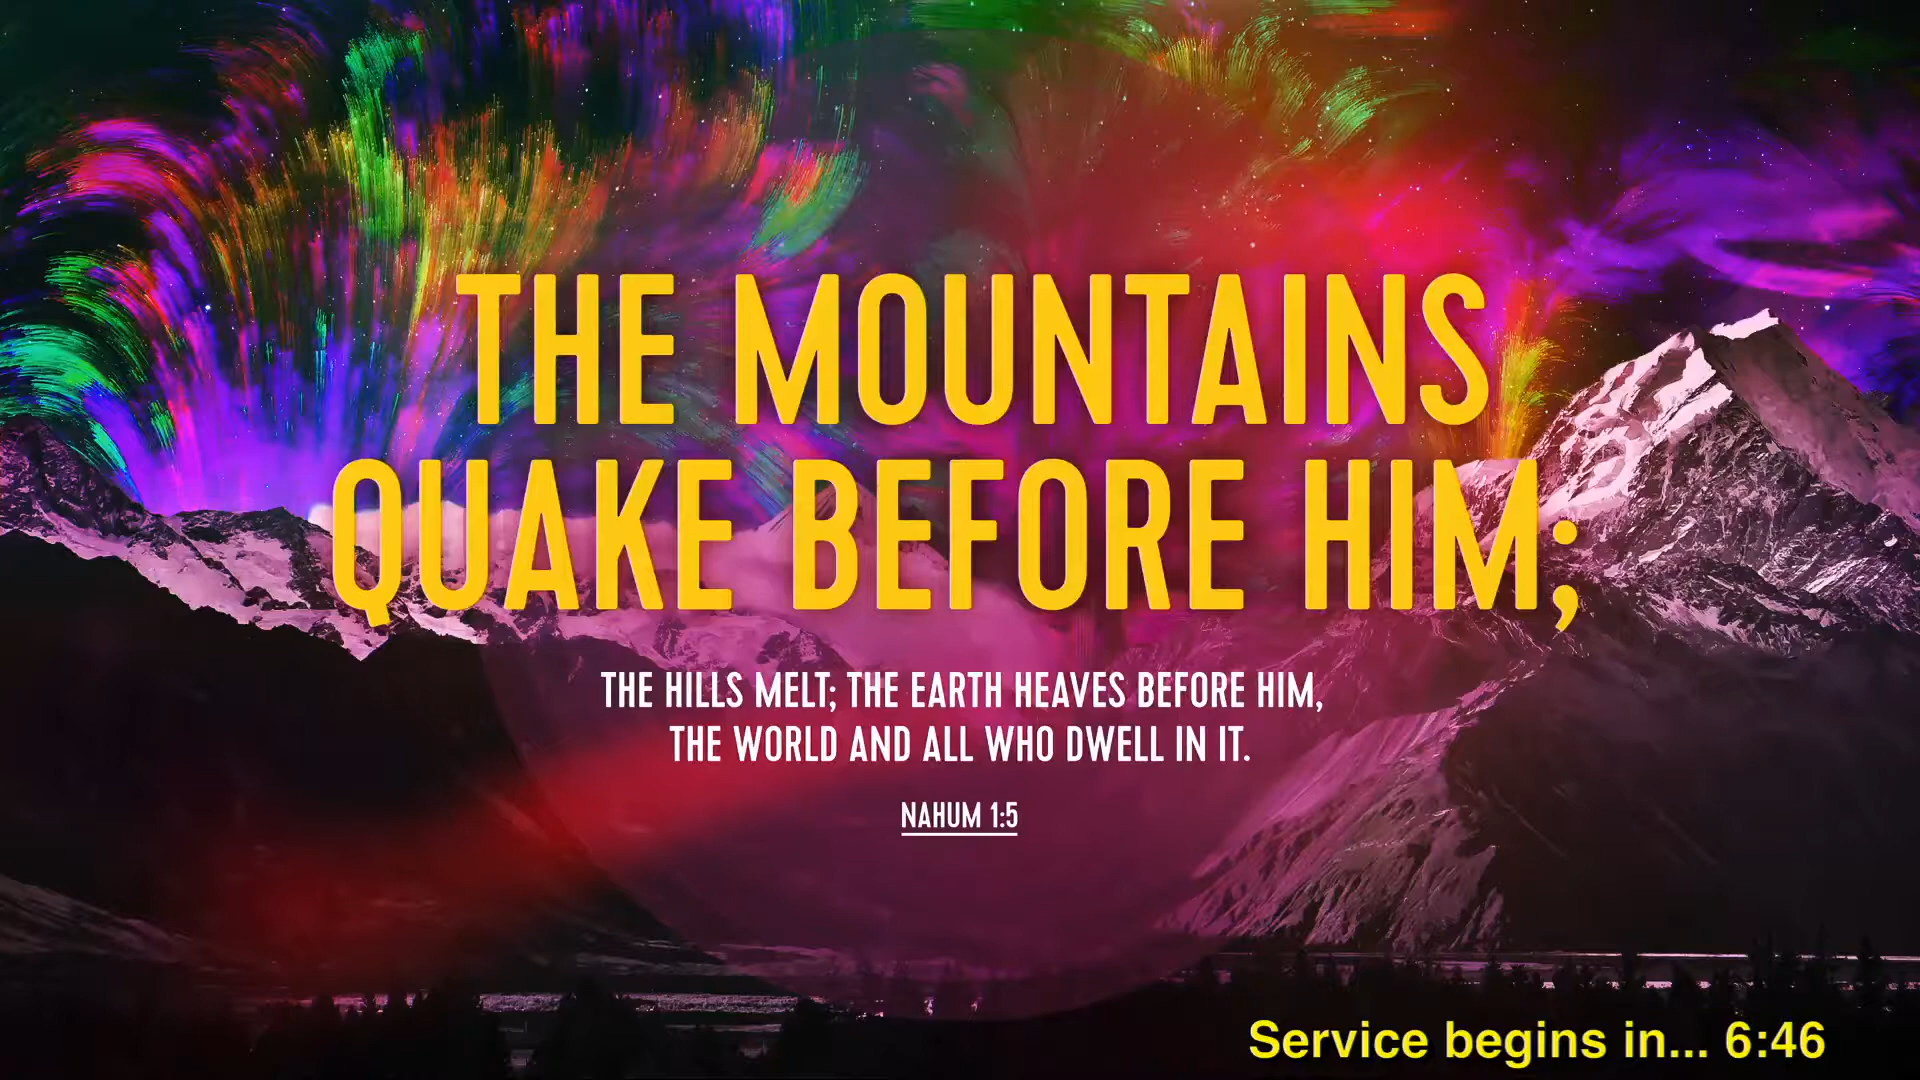 THE MOUNTAINS
QUAKE BEFORE HIM;
THE HILLS MELT; THE EARTH HEAVES BEFORE HIM,
THE WORLD AND ALL WHO DWELL IN IT.
NAHUM 1:5
Service begins in... 6:46